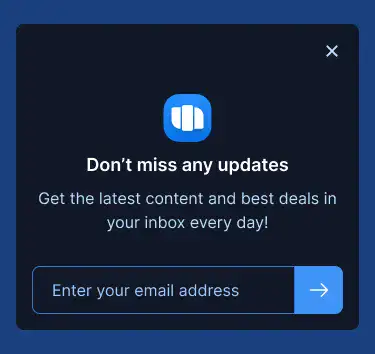 Don’t miss any updates
Get the latest content and best deals in
your inbox every day!
Enter your email address